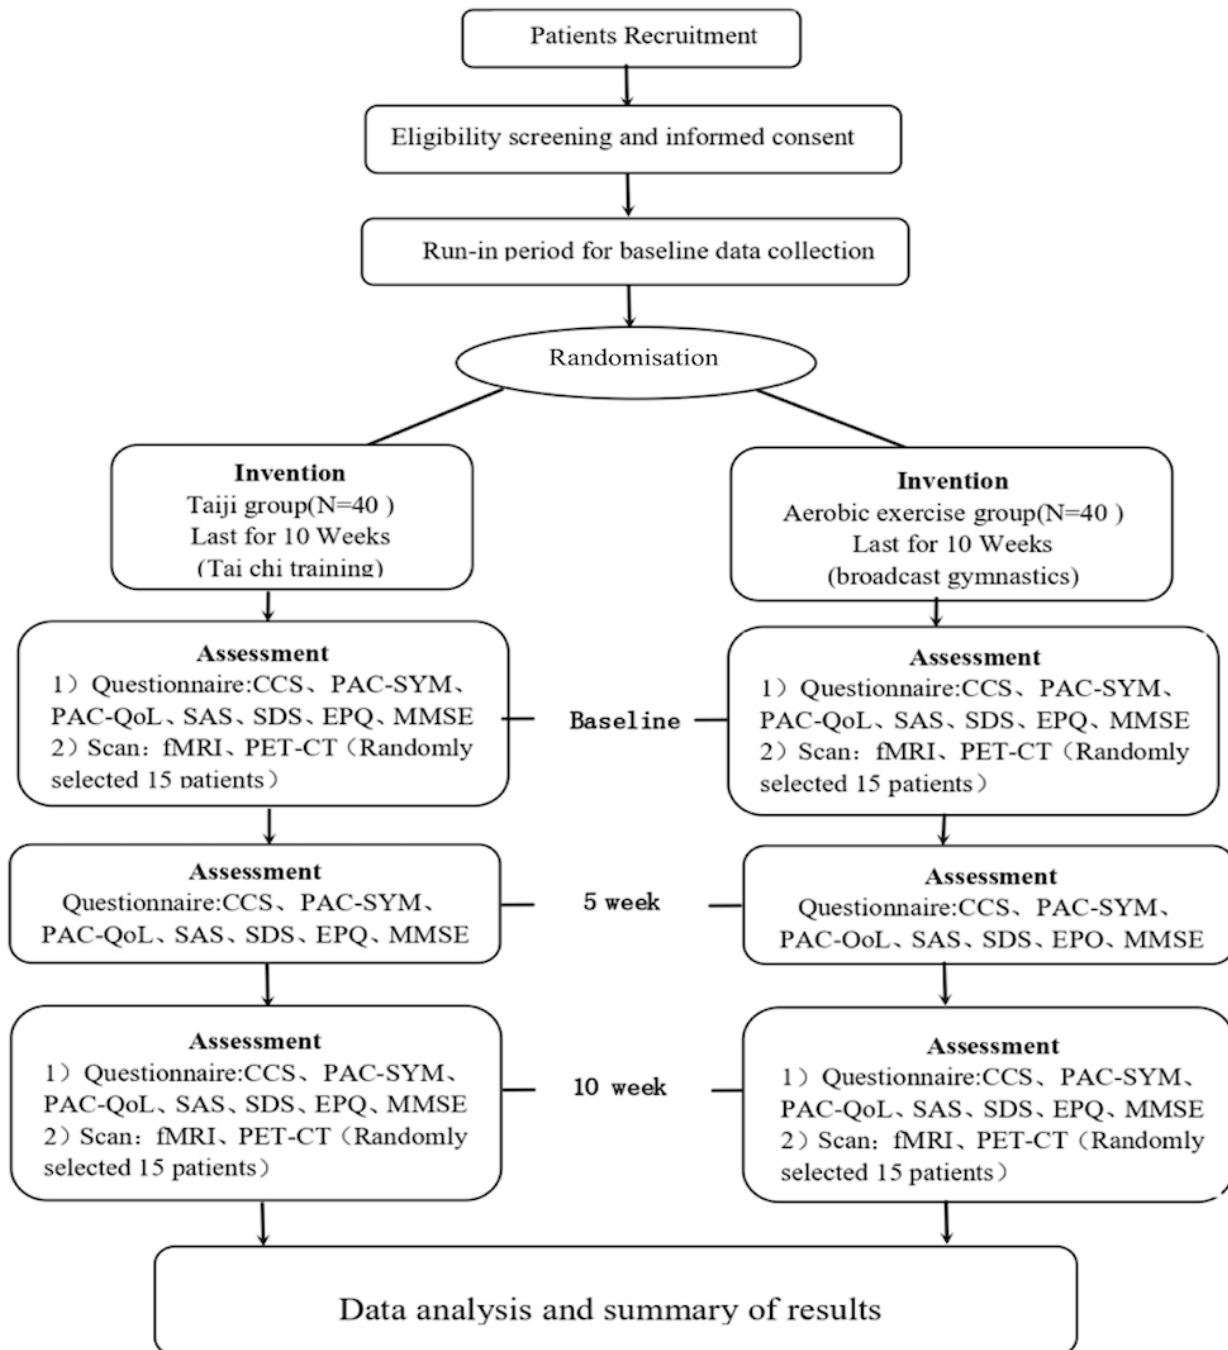 Patients Recruitment
Eligibility screening and informed consent
Run-in period for baseline data collection
Randomisation
Invention
Taiji group(N=40 )
Last for 10 Weeks
(Tai chi training)
Invention
Aerobic exercise group(N=40 )
Last for 10 Weeks
(broadcast gymnastics)
Assessment
1）Questionnaire:CCS、PAC-SYM、
PAC-QoL、SAS、SDS、EPQ、MMSE
2）Scan：fMRI、PET-CT（Randomly
selected 15 patients）
Baseline
Assessment
1）Questionnaire:CCS、PAC-SYM、
PAC-QoL、SAS、SDS、EPQ、MMSE
2）Scan：fMRI、PET-CT（Randomly
selected 15 patients）
Assessment
Questionnaire:CCS、PAC-SYM、
PAC-QoL、SAS、SDS、EPQ、MMSE
5 week
Assessment
Questionnaire:CCS、PAC-SYM、
PAC-OoL、SAS、SDS、EPO、MMSE
Assessment
1）Questionnaire:CCS、PAC-SYM、
PAC-QoL、SAS、SDS、EPQ、MMSE
2）Scan：fMRI、PET-CT（Randomly
selected 15 patients）
10 week
Assessment
1）Questionnaire:CCS、PAC-SYM、
PAC-QoL、SAS、SDS、EPQ、MMSE
2）Scan：fMRI、PET-CT（Randomly
selected 15 patients）
Data analysis and summary of results